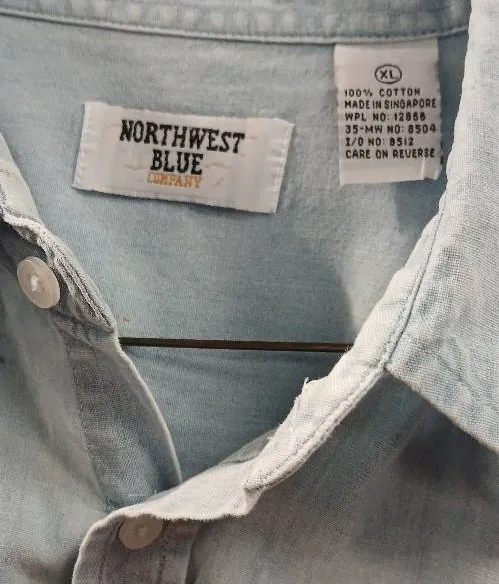 NORTHWEST
BLUE
COMPANY
XL
100% COTTON
MADE IN SINGAPORE
WPL NO: 12868
35-MW NO: 8504
I/O NO: 8512
CARE ON REVERSE